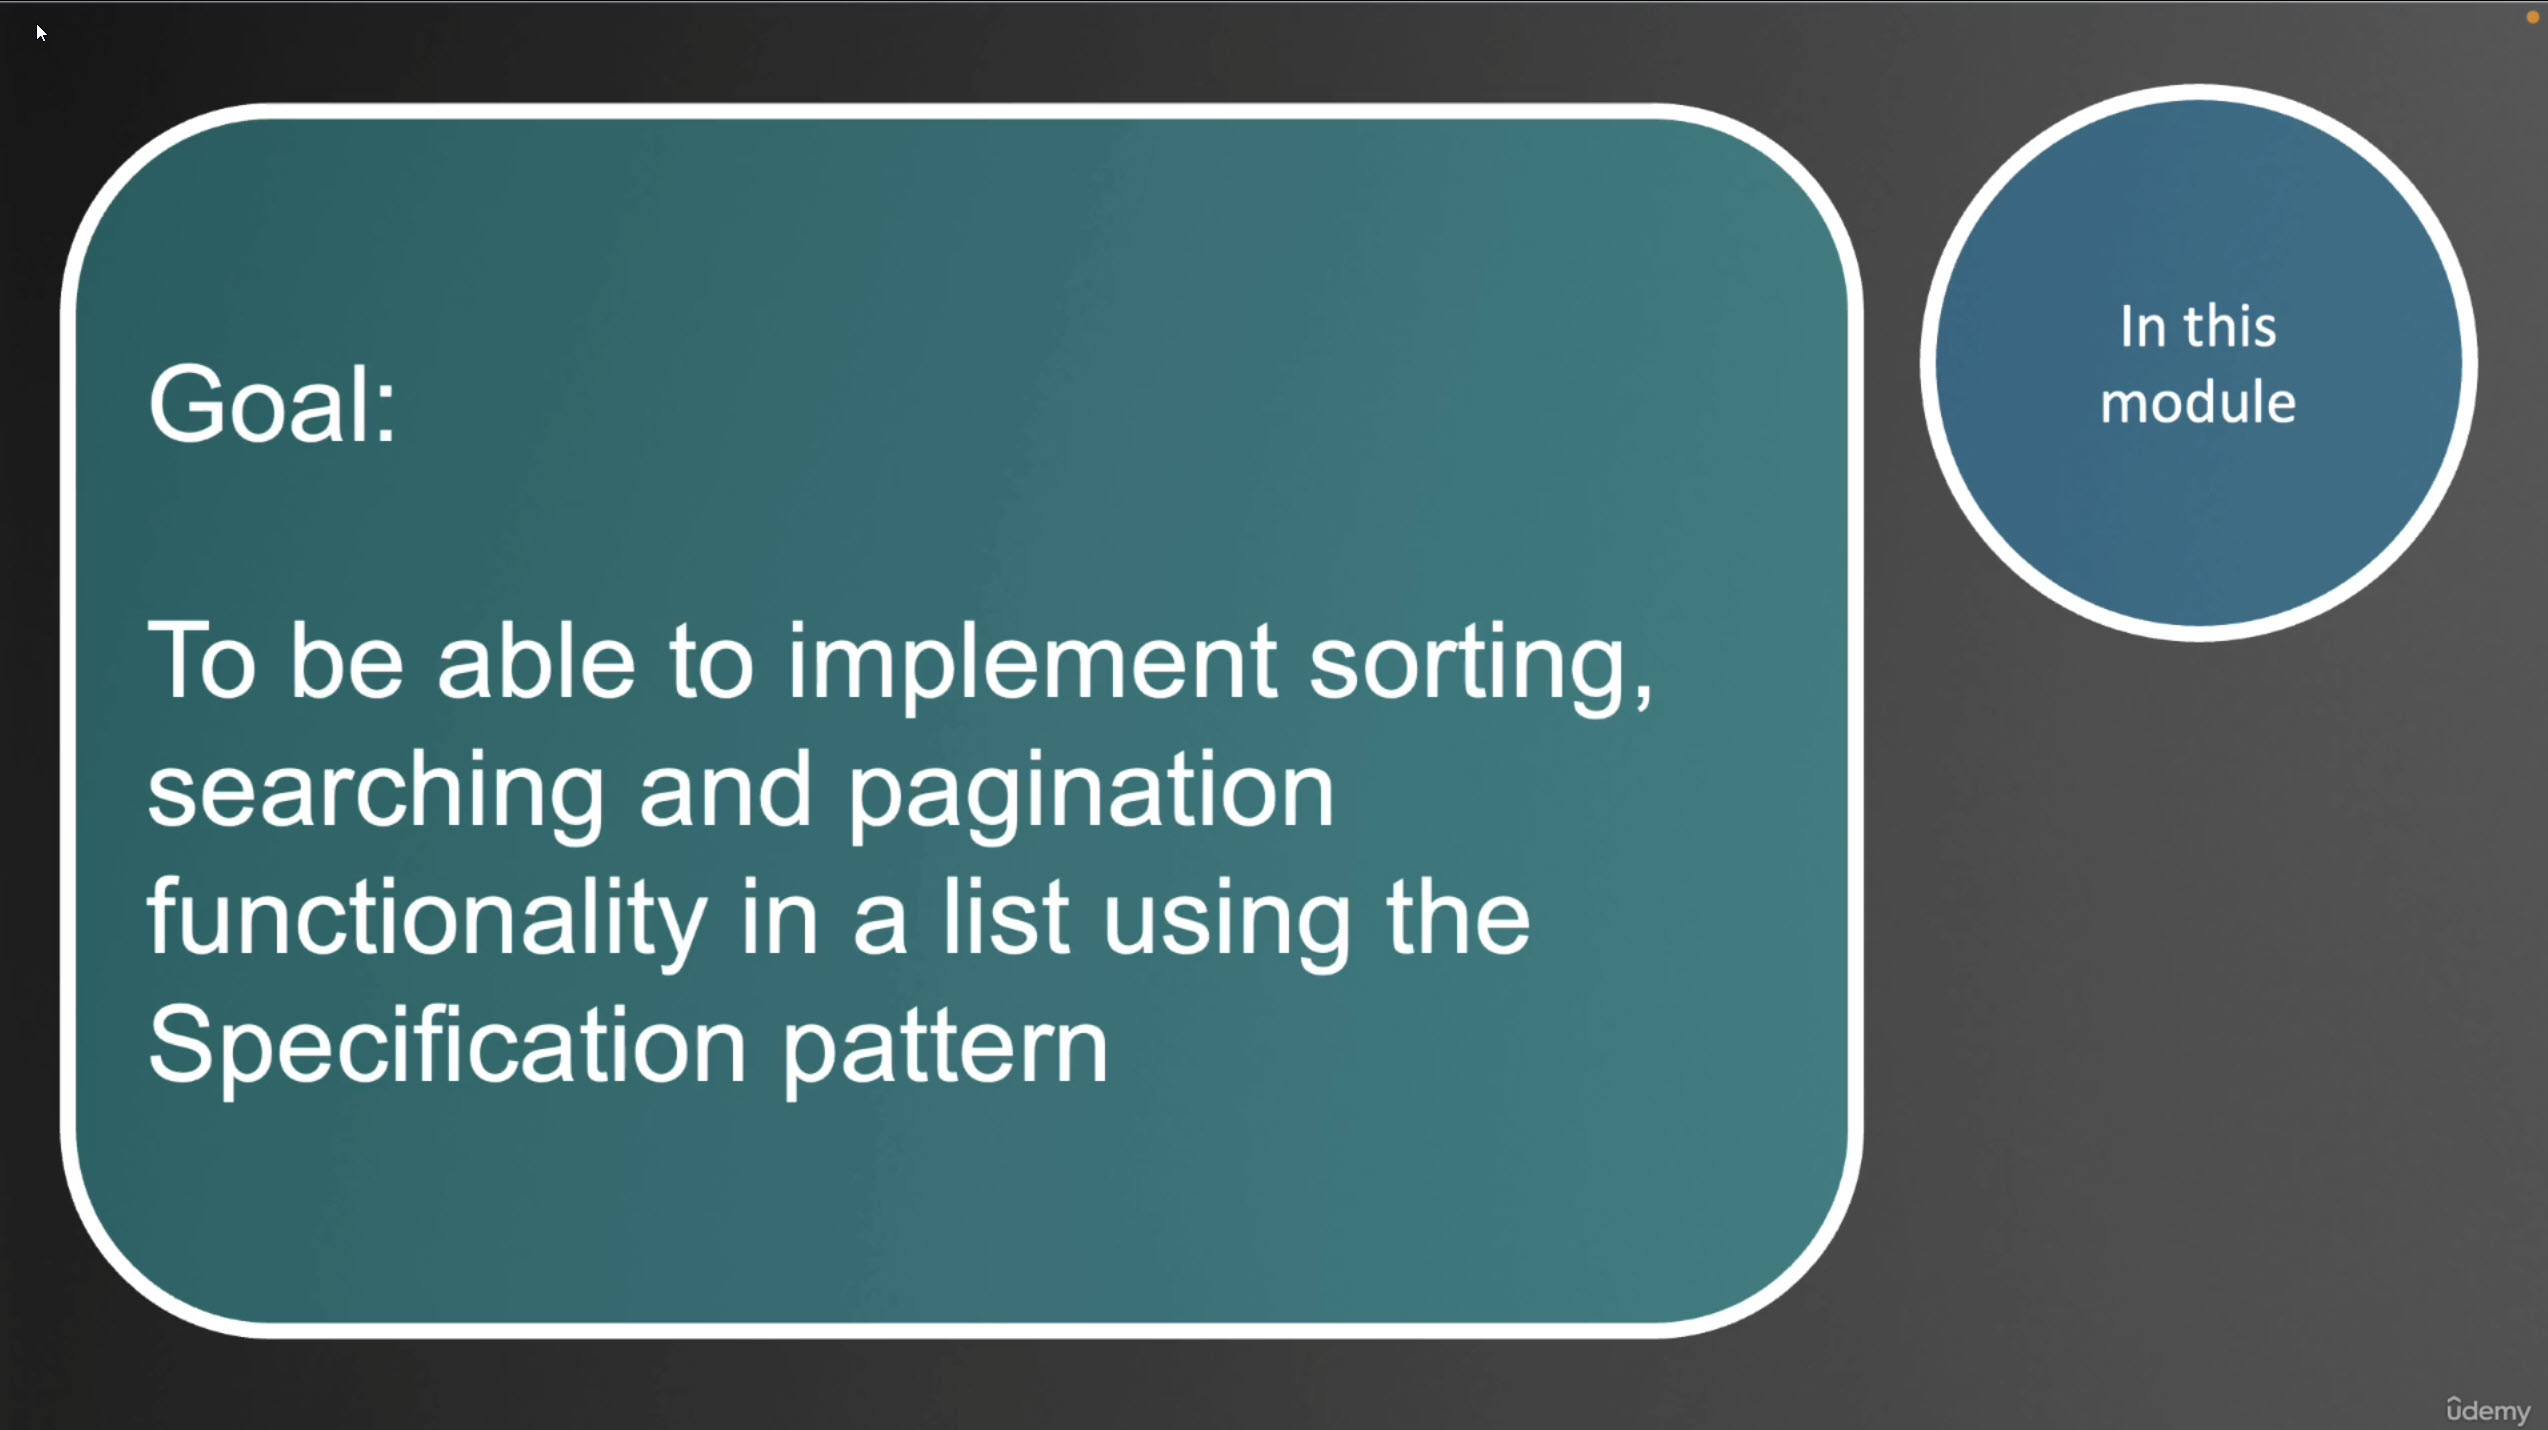 Goal:
To be able to implement sorting,
searching and pagination
functionality in a list using the
Specification pattern
In this
module
ûdemy